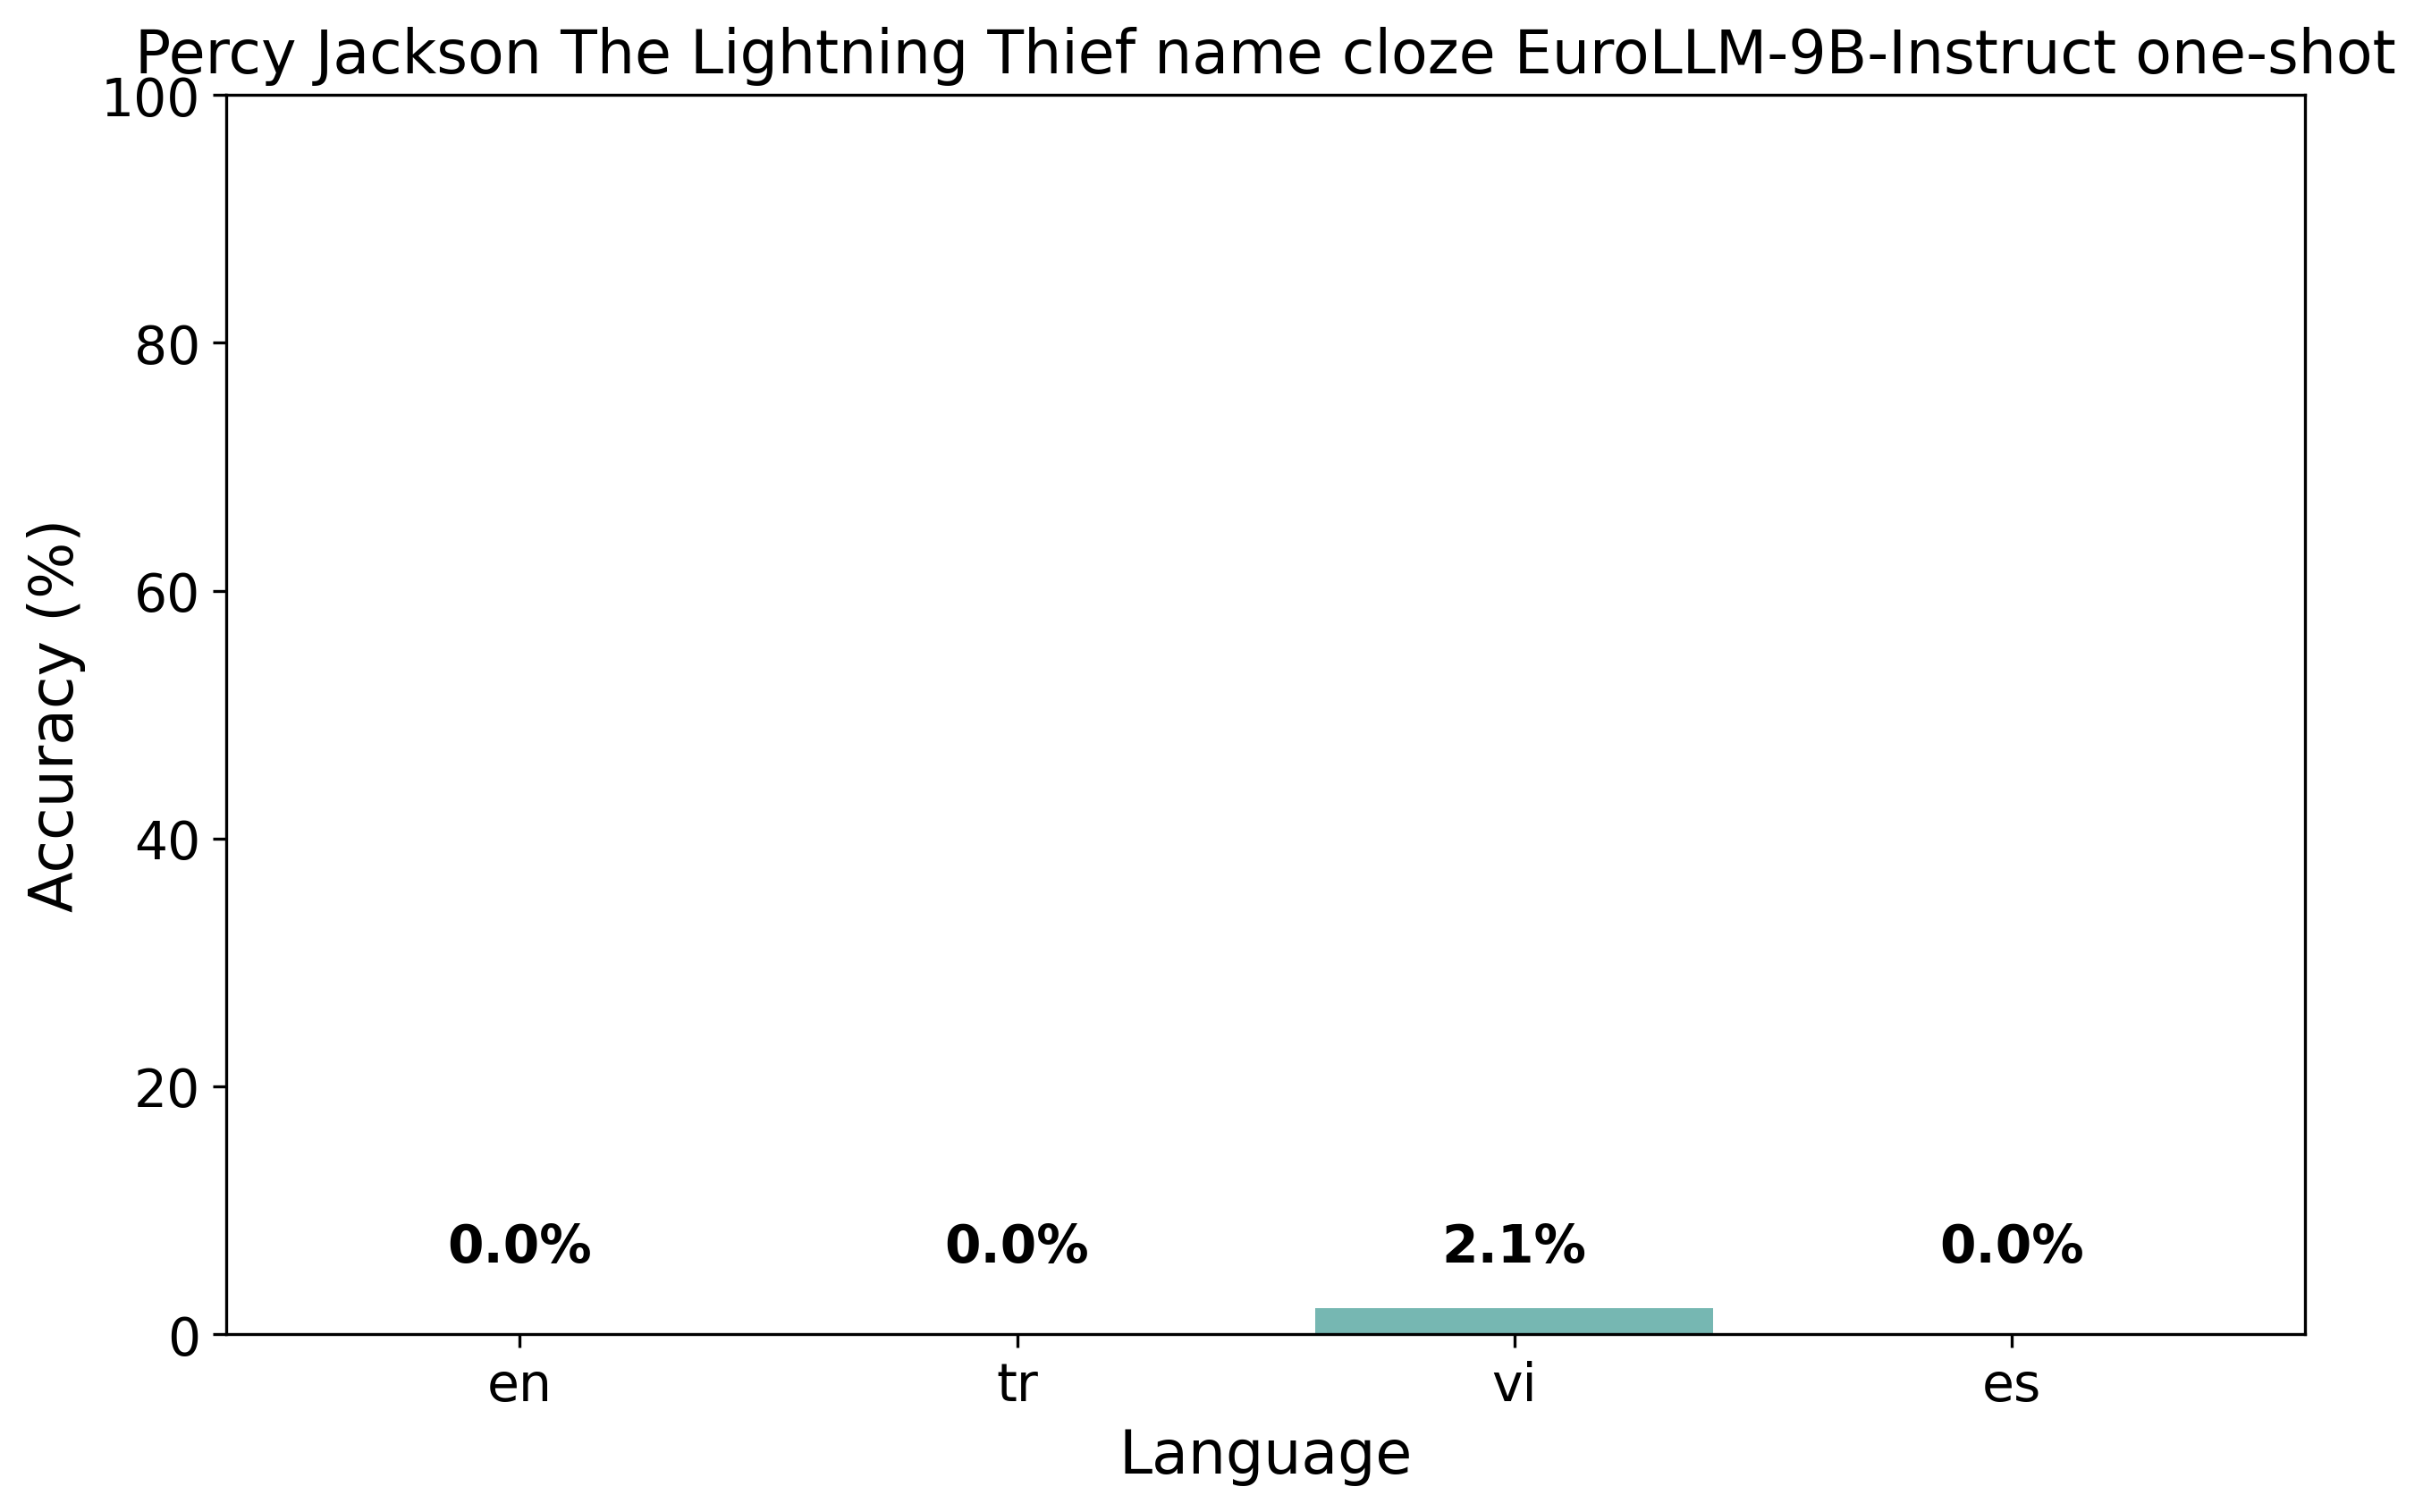 Percy Jackson The Lightning Thief name cloze EuroLLM-9B-Instruct one-shot
Accuracy (%)
100
80
60
40
20
0
0.0%
0.0%
2.1%
0.0%
en
tr
vi
es
Language